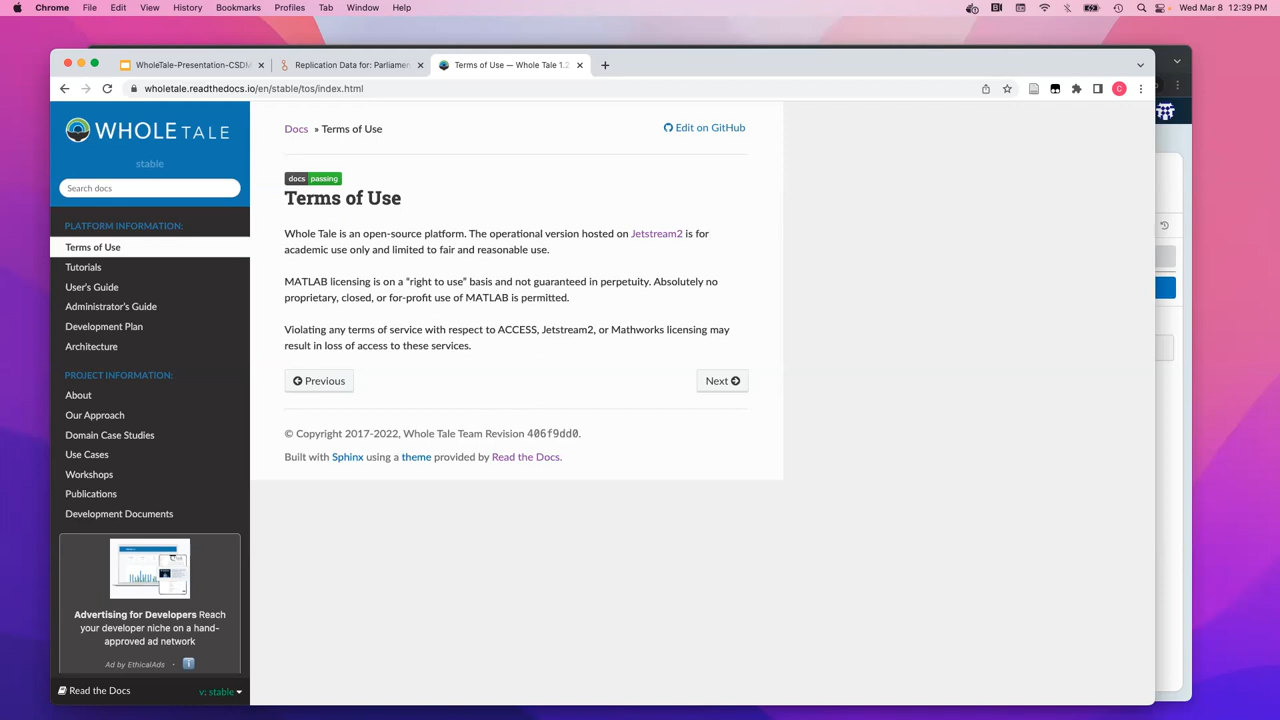 Chrome File Edit View History Bookmarks Profiles Tab Window Help Wed Mar 8 12:39 PM
WholeTale-Presentation-CSDM
Replication Data for: Parliamen
Terms of Use — Whole Tale 1.2
wholetale.readthedocs.io/en/stable/tos/index.html
C
WHOLETALE
stable
Search docs
PLATFORM INFORMATION:
Terms of Use
Tutorials
User's Guide
Administrator's Guide
Development Plan
Architecture
PROJECT INFORMATION:
About
Our Approach
Domain Case Studies
Use Cases
Workshops
Publications
Development Documents
Advertising for Developers Reach
your developer niche on a hand-
approved ad network
Ad by EthicalAds ·
Read the Docs v: stable
Docs » Terms of Use
Edit on GitHub
docs passing
Terms of Use
Whole Tale is an open-source platform. The operational version hosted on Jetstream2 is for
academic use only and limited to fair and reasonable use.
MATLAB licensing is on a “right to use” basis and not guaranteed in perpetuity. Absolutely no
proprietary, closed, or for-profit use of MATLAB is permitted.
Violating any terms of service with respect to ACCESS, Jetstream2, or Mathworks licensing may
result in loss of access to these services.
Previous
Next
© Copyright 2017-2022, Whole Tale Team Revision 406f9dd0.
Built with Sphinx using a theme provided by Read the Docs.